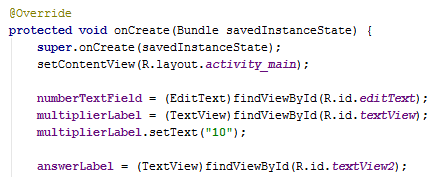 @Override
protected void onCreate(Bundle savedInstanceState) {
    super.onCreate(savedInstanceState);
    setContentView(R.layout.activity_main);

    numberTextField = (EditText)findViewById(R.id.editText);
    multiplierLabel = (TextView)findViewById(R.id.textView);
    multiplierLabel.setText("10");

    answerLabel = (TextView)findViewById(R.id.textView2);